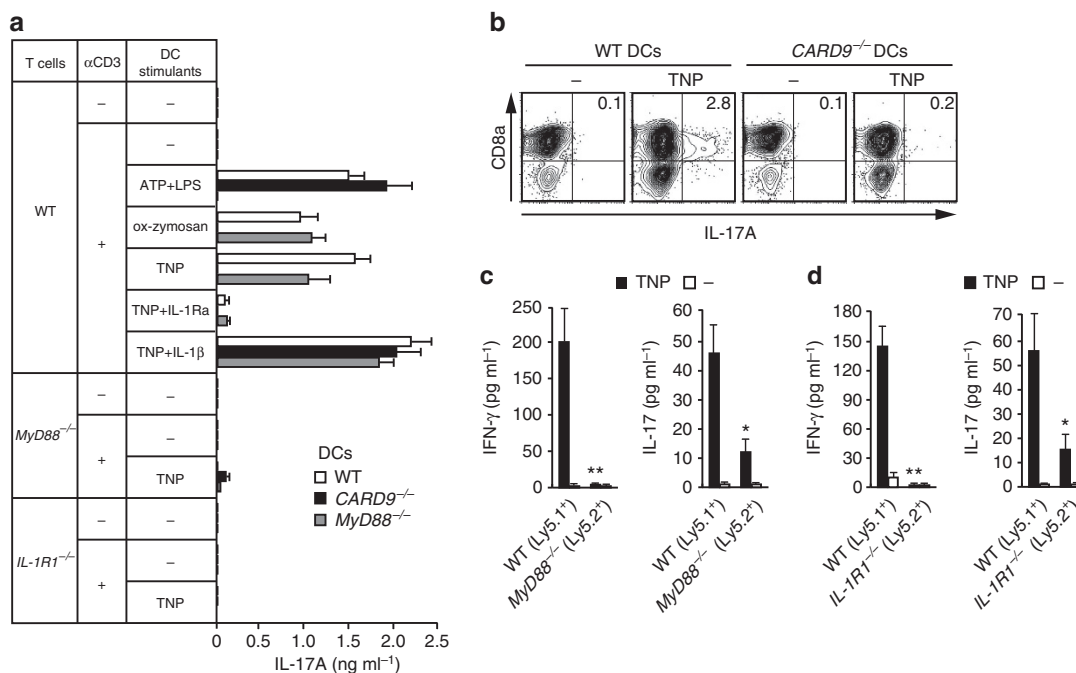 a
T cells αCD3 DC stimulants
WT
– –
+
–
ATP+LPS
ox-zymosan
TNP
TNP+IL-1Ra
TNP+IL-1β
MyD88−/−
– –
+
–
TNP
IL-1R1−/−
– –
+
–
TNP
DCs
WT
CARD9−/−
MyD88−/−
0 0.5 1.0 1.5 2.0 2.5
IL-17A (ng ml−1)
b
WT DCs CARD9−/− DCs
– TNP – TNP
0.1 2.8 0.1 0.2
CD8a
IL-17A
c
TNP –
IFN-γ (pg ml−1)
250
200
150
100
50
0
**
WT (Ly5.1+)
MyD88−/− (Ly5.2+)
IL-17 (pg ml−1)
60
50
40
30
20
10
0
*
WT (Ly5.1+)
MyD88−/− (Ly5.2+)
d
TNP –
IFN-γ (pg ml−1)
180
150
120
90
60
30
0
**
WT (Ly5.1+)
IL-1R1−/− (Ly5.2+)
IL-17 (pg ml−1)
70
60
50
40
30
20
10
0
*
WT (Ly5.1+)
IL-1R1−/− (Ly5.2+)